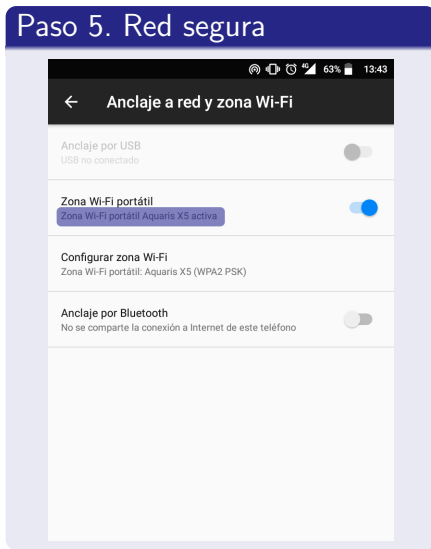 Paso 5. Red segura
4G 63% 13:43
Anclaje a red y zona Wi-Fi
Anclaje por USB
USB no conectado
Zona Wi-Fi portátil
Zona Wi-Fi portátil Aquaris X5 activa
Configurar zona Wi-Fi
Zona Wi-Fi portátil: Aquaris X5 (WPA2 PSK)
Anclaje por Bluetooth
No se comparte la conexión a Internet de este teléfono